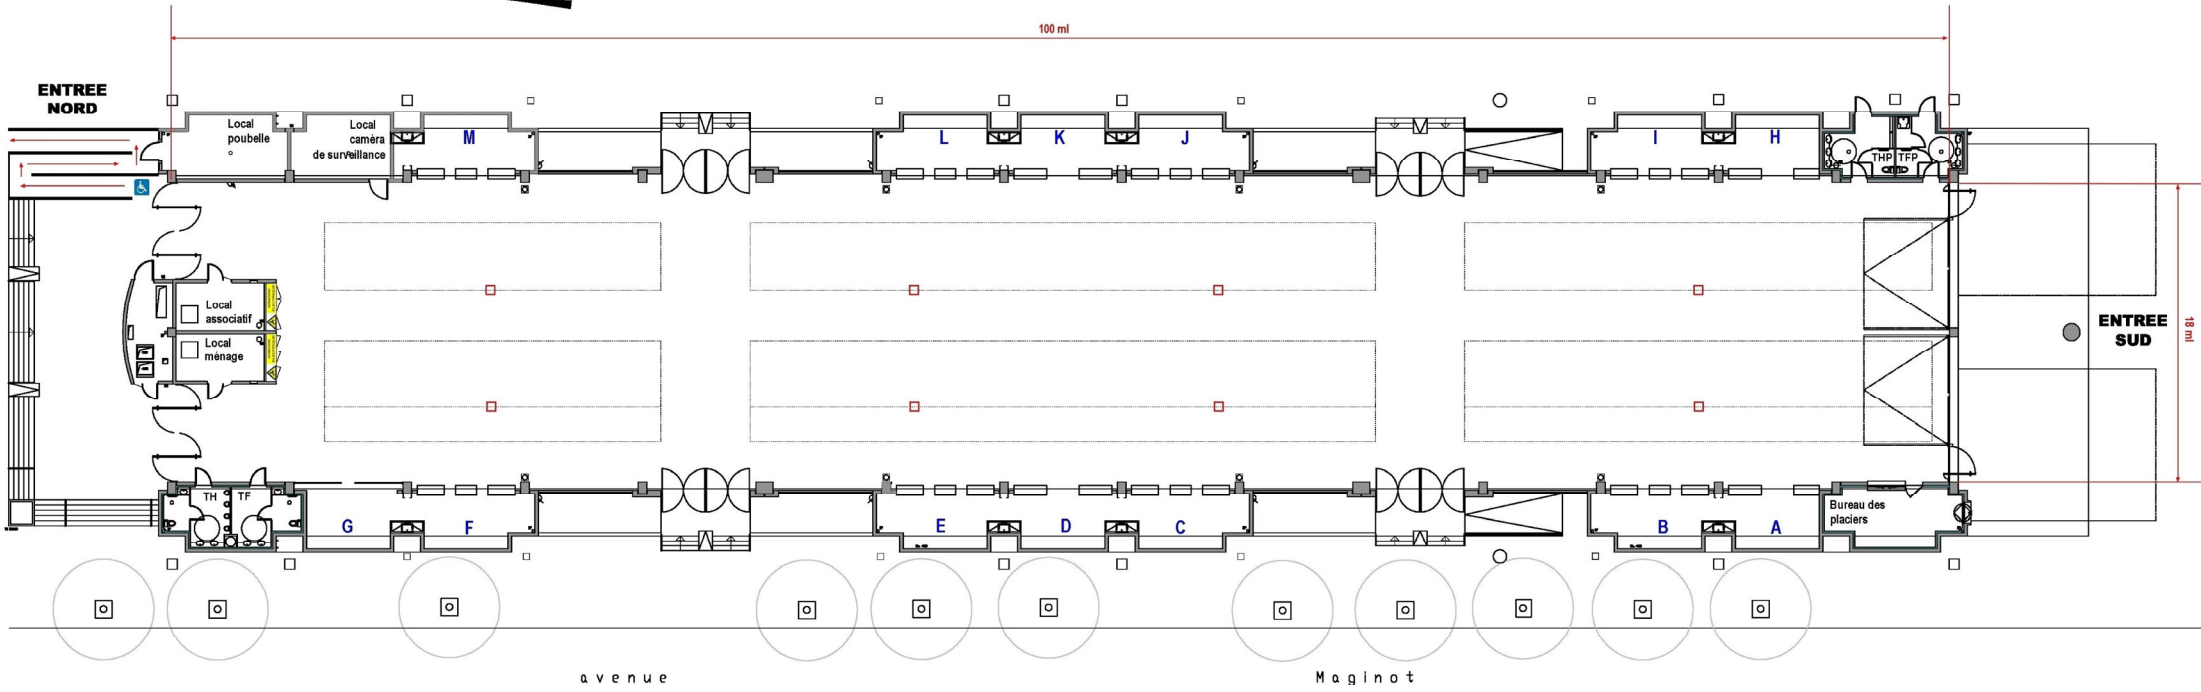 100 ml
ENTREE
NORD
Local
poubelle
Local
caméra
de surveillance
M
L
K
J
I
H
THP
TFP
Local
associatif
Local
ménage
ENTREE
SUD
18 ml
TH
TF
G
F
E
D
C
B
A
Bureau des
placiers
avenue
Maginot